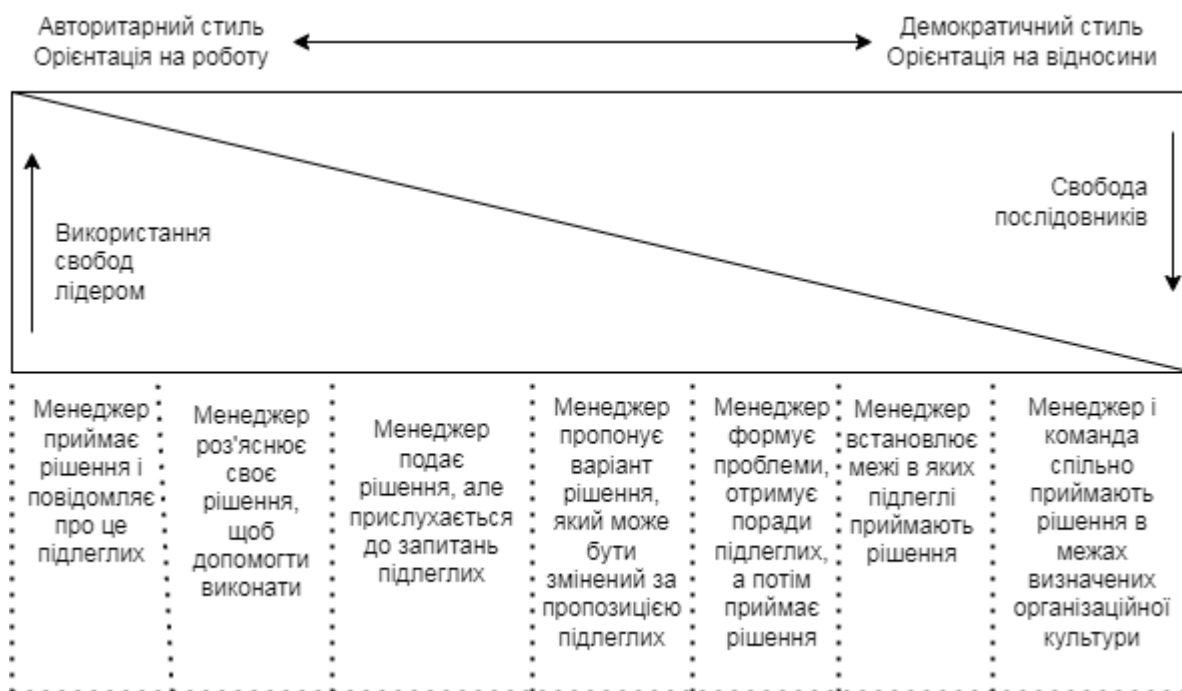 Авторитарний стиль
Орієнтація на роботу
Демократичний стиль
Орієнтація на відносини
Використання
свобод
лідером
Свобода
послідовників
Менеджер
приймає
рішення і
повідомляє
про це
підлеглих
Менеджер
роз'яснює
своє
рішення,
щоб
допомогти
виконати
Менеджер
подає
рішення, але
прислухається
до запитань
підлеглих
Менеджер
пропонує
варіант
рішення,
який може
бути
змінений за
пропозицією
підлеглих
Менеджер
формує
проблеми,
отримує
поради
підлеглих,
а потім
приймає
рішення
Менеджер
встановлює
межі в яких
підлеглі
приймають
рішення
Менеджер і
команда
спільно
приймають
рішення в
межах
визначених
організаційної
культури